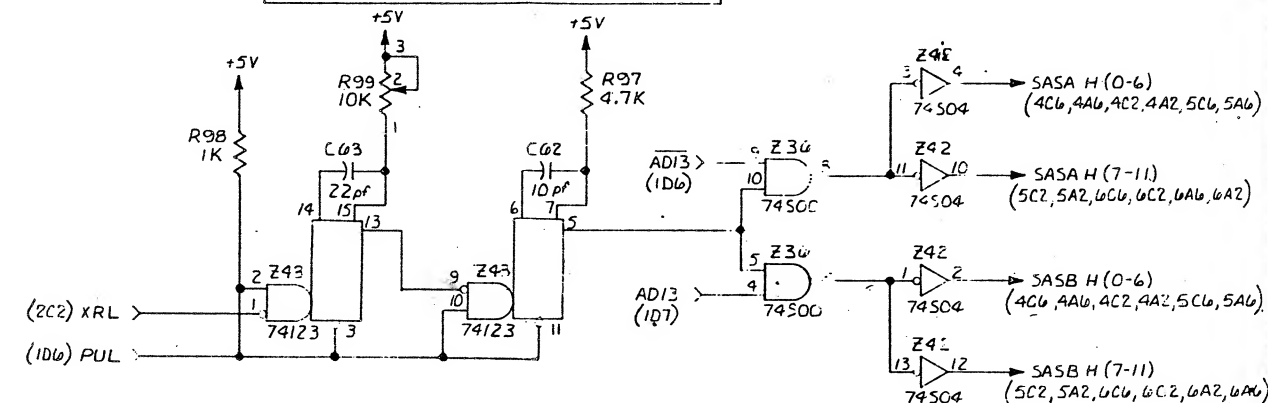 +5V
3
R99
2
10K
1
+5V
R97
4.7K
+5V
R98
1K
C63
22pf
14
15
13
C62
10pf
6
7
5
2
Z43
1
74123
3
9
10
Z43
74123
11
(2C2) XRL
(1D6) PUL
AD13
(1D6)
10
Z36
74S00
AD13
(1D7)
5
4
Z36
74S00
3
4
74S04
SASA H (0-6)
(4C6,4A6,4C2,4A2,5C6,5A6)
Z42
11
10
74S04
SASA H (7-11)
(5C2,5A2,6C6,6C2,6A6,6A2)
Z42
1
2
74S04
SASB H (0-6)
(4C6,4A6,4C2,4A2,5C6,5A6)
13
12
74S04
SASB H (7-11)
(5C2,5A2,6C6,6C2,6A2,6A6)